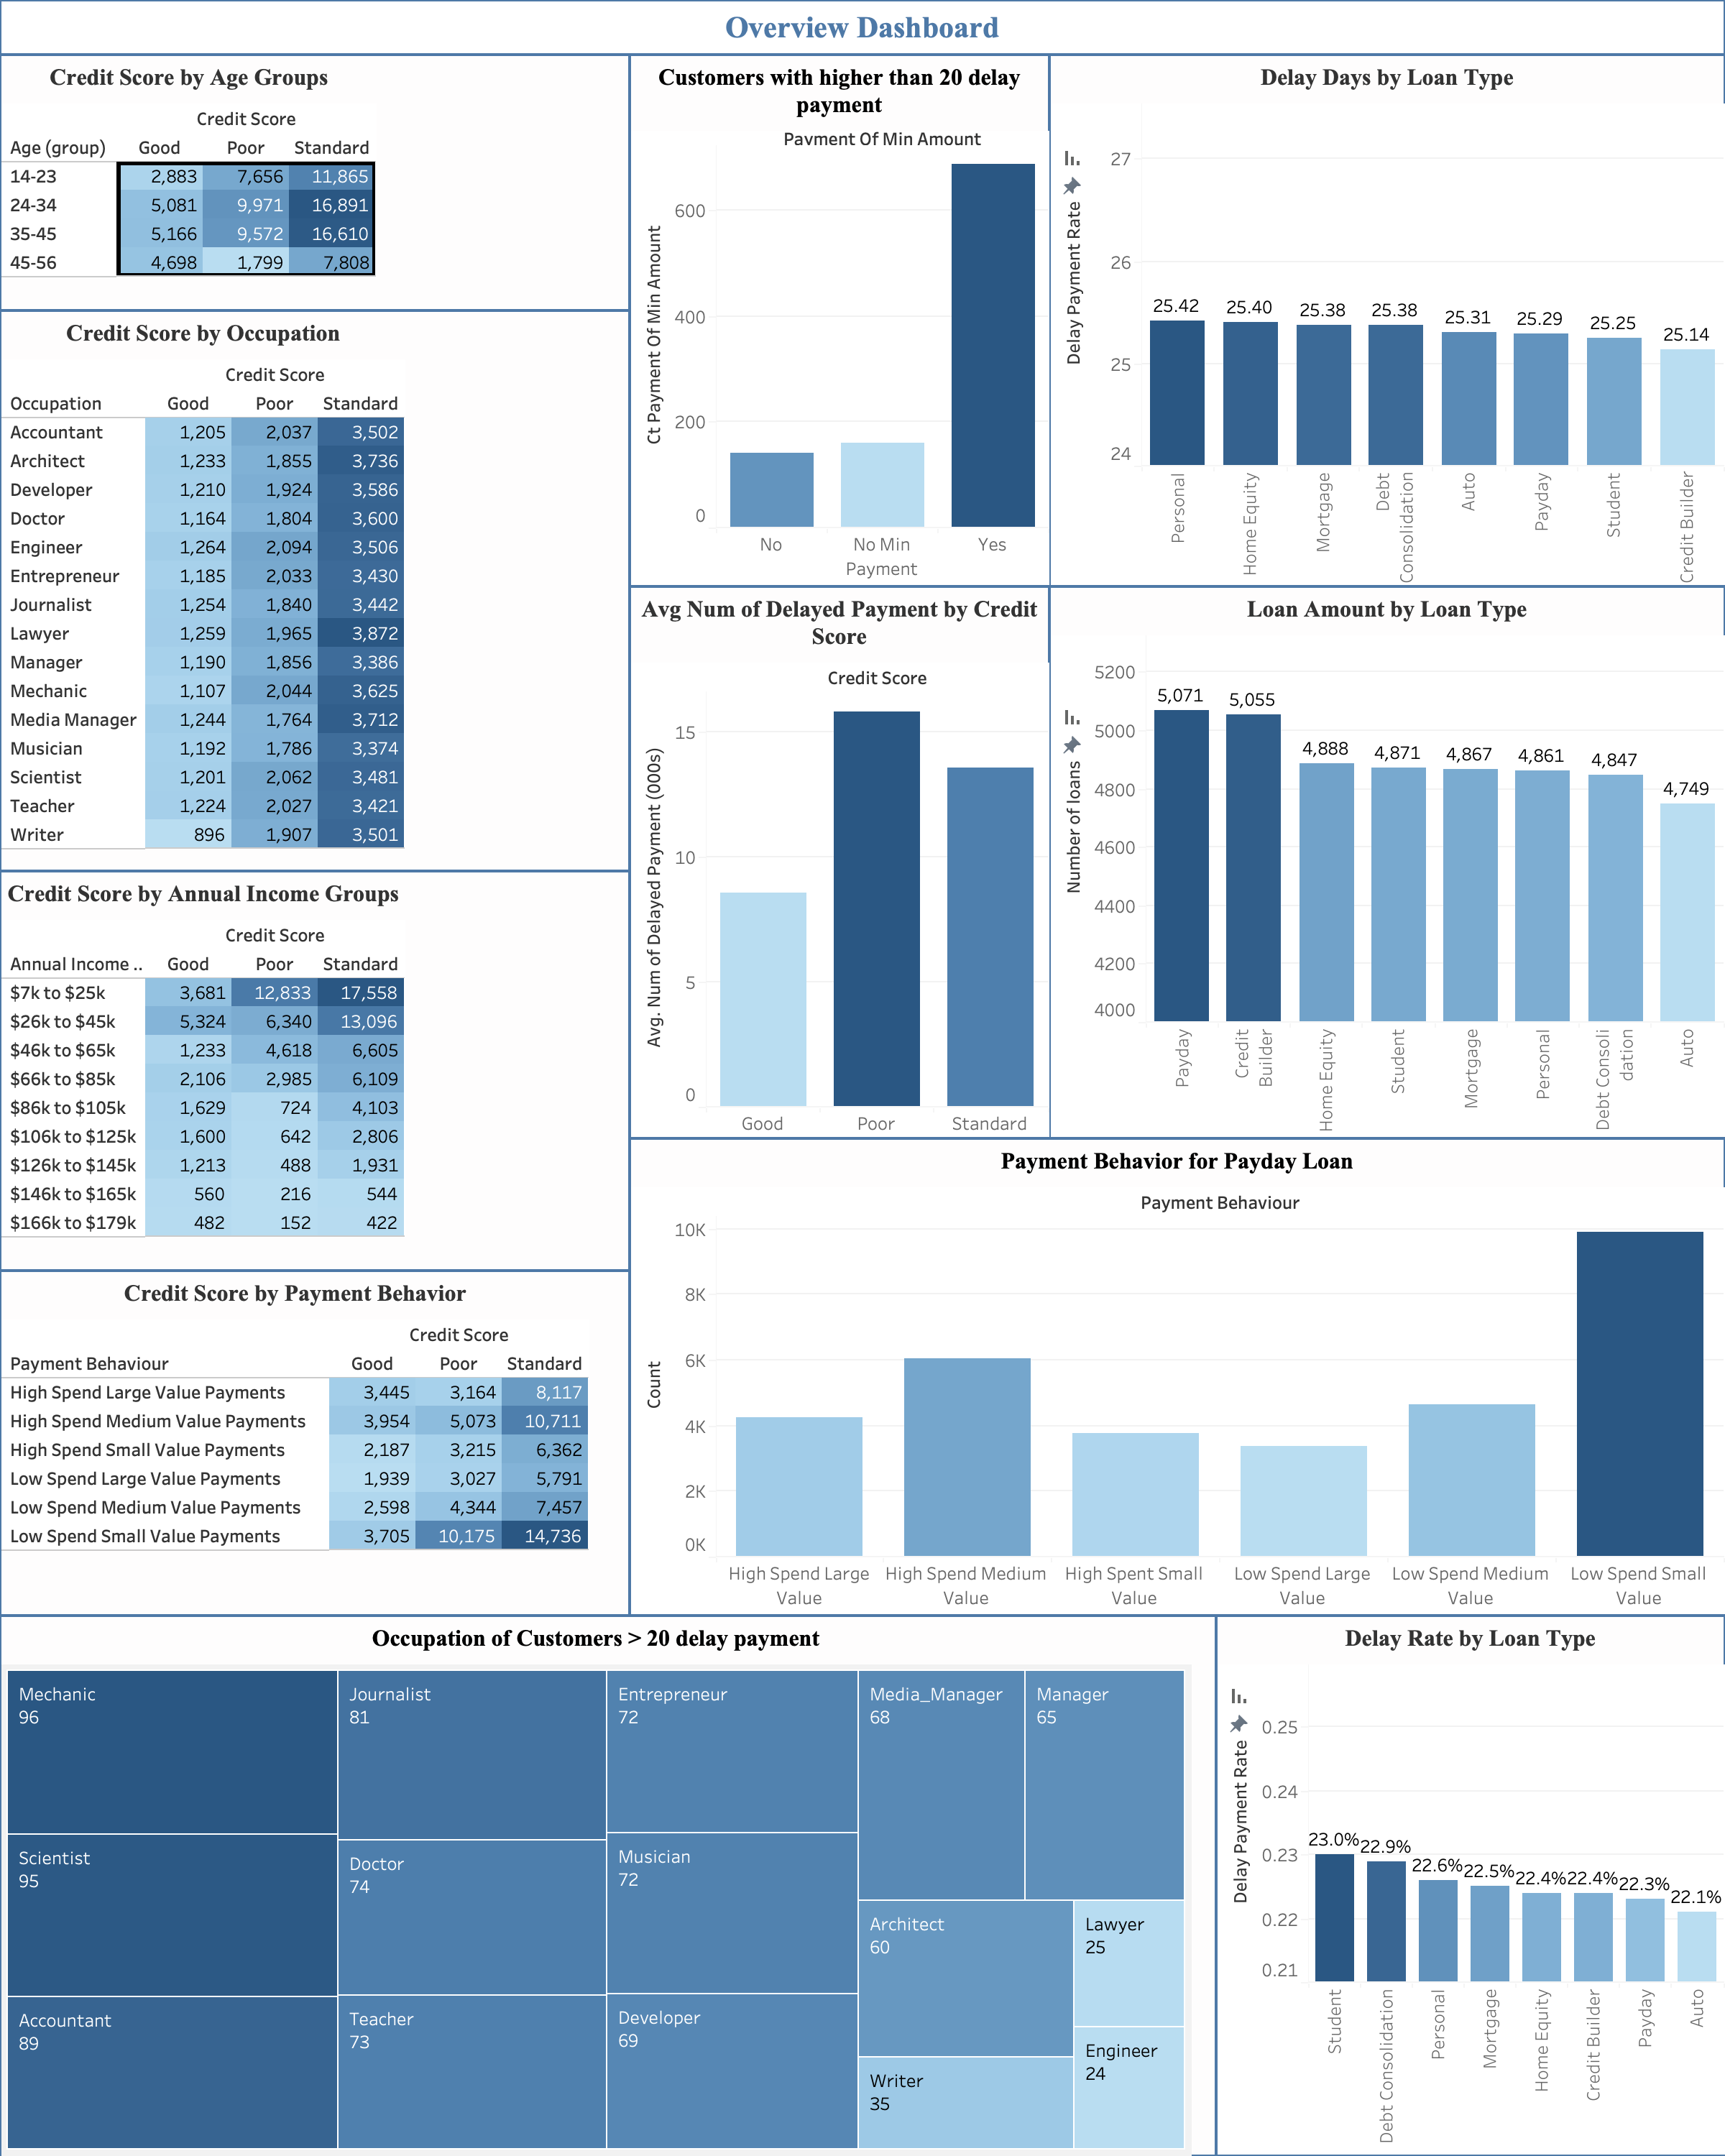 Overview Dashboard
Credit Score by Age Groups
Credit Score
Age (group) Good Poor Standard
14-23 2,883 7,656 11,865
24-34 5,081 9,971 16,891
35-45 5,166 9,572 16,610
45-56 4,698 1,799 7,808
Credit Score by Occupation
Credit Score
Occupation Good Poor Standard
Accountant 1,205 2,037 3,502
Architect 1,233 1,855 3,736
Developer 1,210 1,924 3,586
Doctor 1,164 1,804 3,600
Engineer 1,264 2,094 3,506
Entrepreneur 1,185 2,033 3,430
Journalist 1,254 1,840 3,442
Lawyer 1,259 1,965 3,872
Manager 1,190 1,856 3,386
Mechanic 1,107 2,044 3,625
Media Manager 1,244 1,764 3,712
Musician 1,192 1,786 3,374
Scientist 1,201 2,062 3,481
Teacher 1,224 2,027 3,421
Writer 896 1,907 3,501
Credit Score by Annual Income Groups
Credit Score
Annual Income .. Good Poor Standard
$7k to $25k 3,681 12,833 17,558
$26k to $45k 5,324 6,340 13,096
$46k to $65k 1,233 4,618 6,605
$66k to $85k 2,106 2,985 6,109
$86k to $105k 1,629 724 4,103
$106k to $125k 1,600 642 2,806
$126k to $145k 1,213 488 1,931
$146k to $165k 560 216 544
$166k to $179k 482 152 422
Credit Score by Payment Behavior
Credit Score
Payment Behaviour Good Poor Standard
High Spend Large Value Payments 3,445 3,164 8,117
High Spend Medium Value Payments 3,954 5,073 10,711
High Spend Small Value Payments 2,187 3,215 6,362
Low Spend Large Value Payments 1,939 3,027 5,791
Low Spend Medium Value Payments 2,598 4,344 7,457
Low Spend Small Value Payments 3,705 10,175 14,736
Customers with higher than 20 delay
payment
Payment Of Min Amount
Ct Payment Of Min Amount
600
400
200
0
No No Min Yes
Payment
Delay Days by Loan Type
Delay Payment Rate
27
26
25
24
25.42 25.40 25.38 25.38 25.31 25.29 25.25 25.14
Personal
Home Equity
Mortgage
Debt
Consolidation
Auto
Payday
Student
Credit Builder
Avg Num of Delayed Payment by Credit
Score
Credit Score
Avg. Num of Delayed Payment (000s)
15
10
5
0
Good Poor Standard
Loan Amount by Loan Type
Number of loans
5200
5000
4800
4600
4400
4200
4000
5,071 5,055 4,888 4,871 4,867 4,861 4,847 4,749
Payday
Credit
Builder
Home Equity
Student
Mortgage
Personal
Debt Consoli
dation
Auto
Payment Behavior for Payday Loan
Payment Behaviour
Count
10K
8K
6K
4K
2K
0K
High Spend Large High Spend Medium High Spent Small Low Spend Large Low Spend Medium Low Spend Small
Value Value Value Value Value Value
Occupation of Customers > 20 delay payment
Mechanic
96
Scientist
95
Accountant
89
Journalist
81
Doctor
74
Teacher
73
Entrepreneur
72
Musician
72
Developer
69
Media_Manager
68
Manager
65
Architect
60
Writer
35
Lawyer
25
Engineer
24
Delay Rate by Loan Type
Delay Payment Rate
0.25
0.24
0.23
0.22
0.21
23.0% 22.9% 22.6% 22.5% 22.4% 22.4% 22.3% 22.1%
Student
Debt Consolidation
Personal
Mortgage
Home Equity
Credit Builder
Payday
Auto